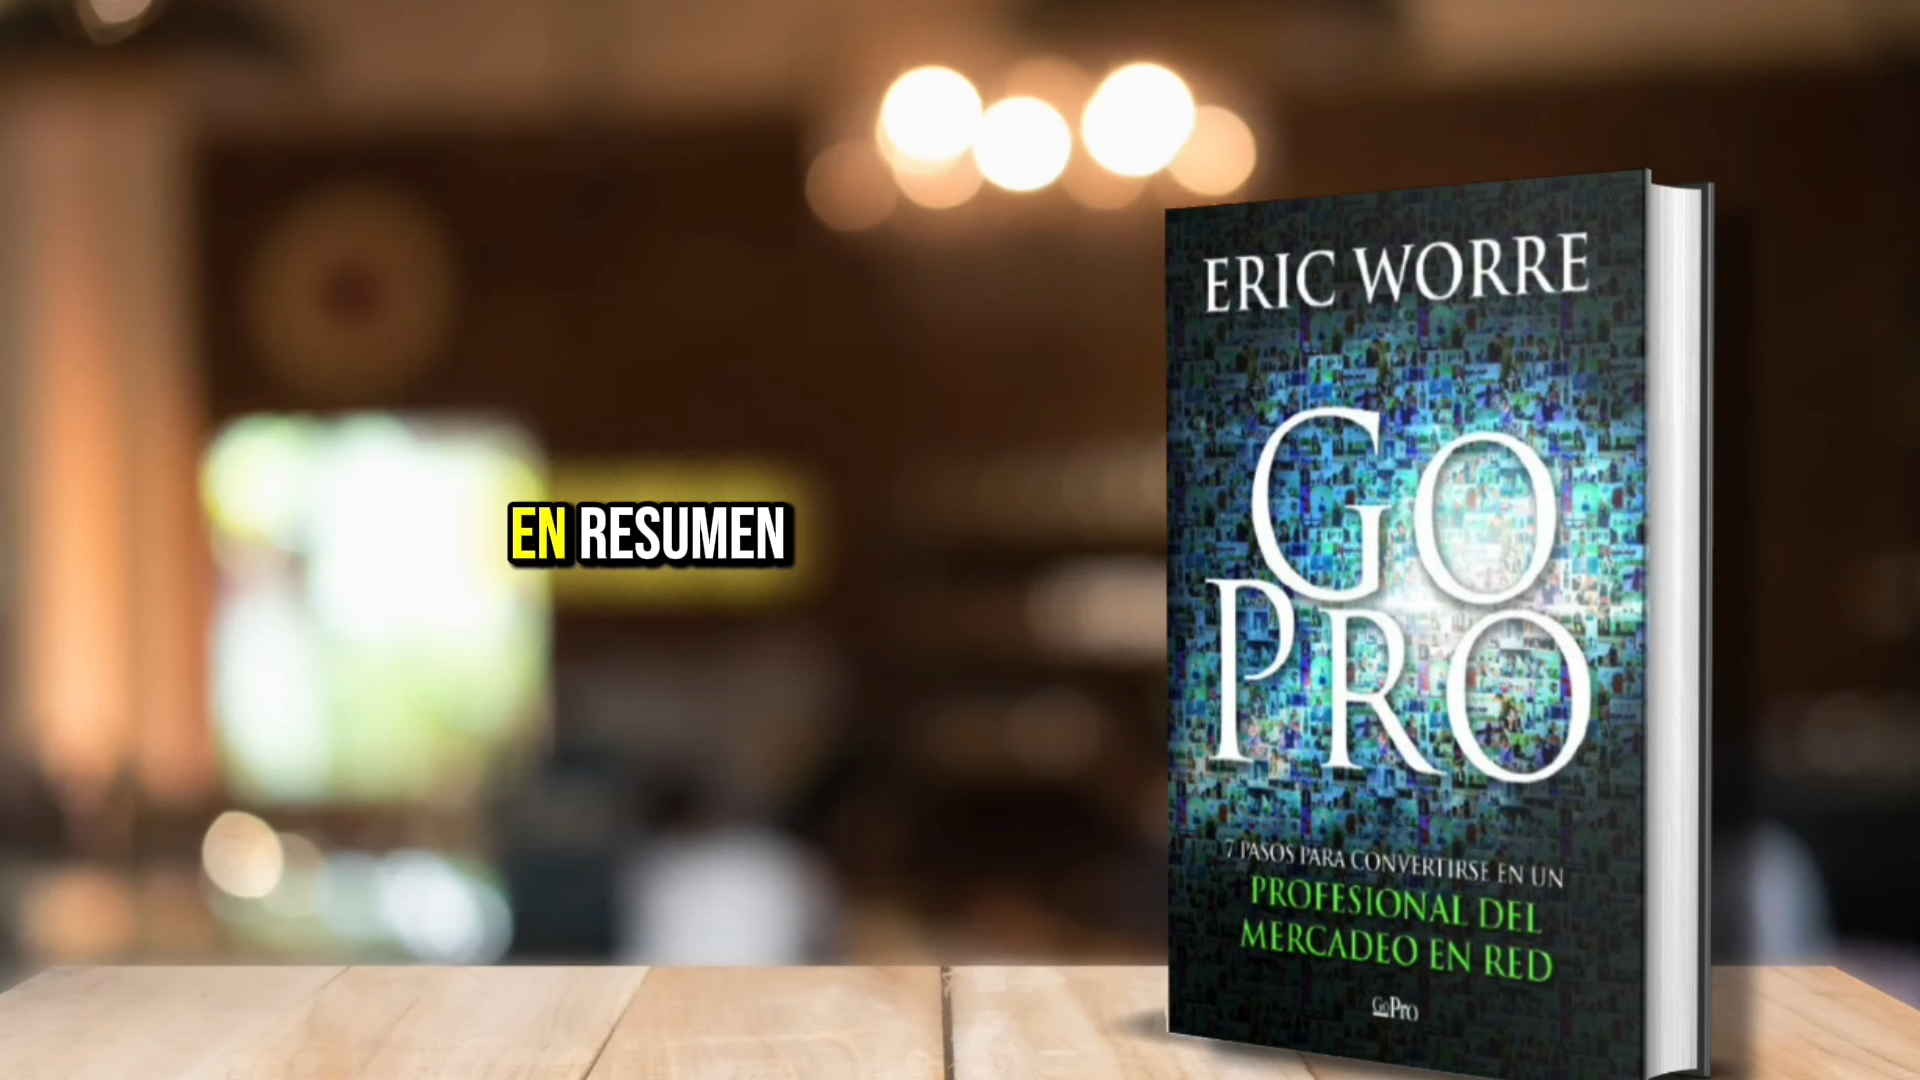 EN RESUMEN
ERIC WORRE
GO
PRO
7 PASOS PARA CONVERTIRSE EN UN
PROFESIONAL DEL
MERCADEO EN RED
GoPro